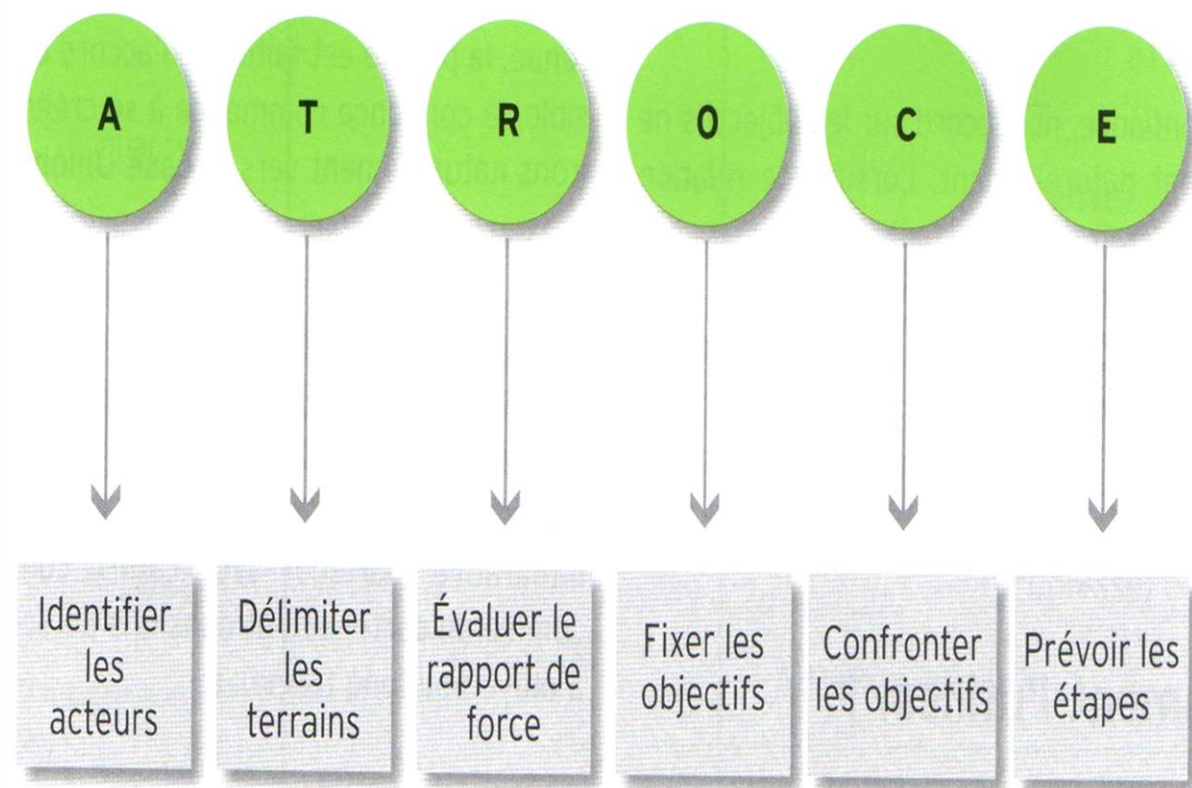 A T R O C E
Identifier
les
acteurs
Délimiter
les
terrains
Évaluer le
rapport de
force
Fixer les
objectifs
Confronter
les objectifs
Prévoir les
étapes